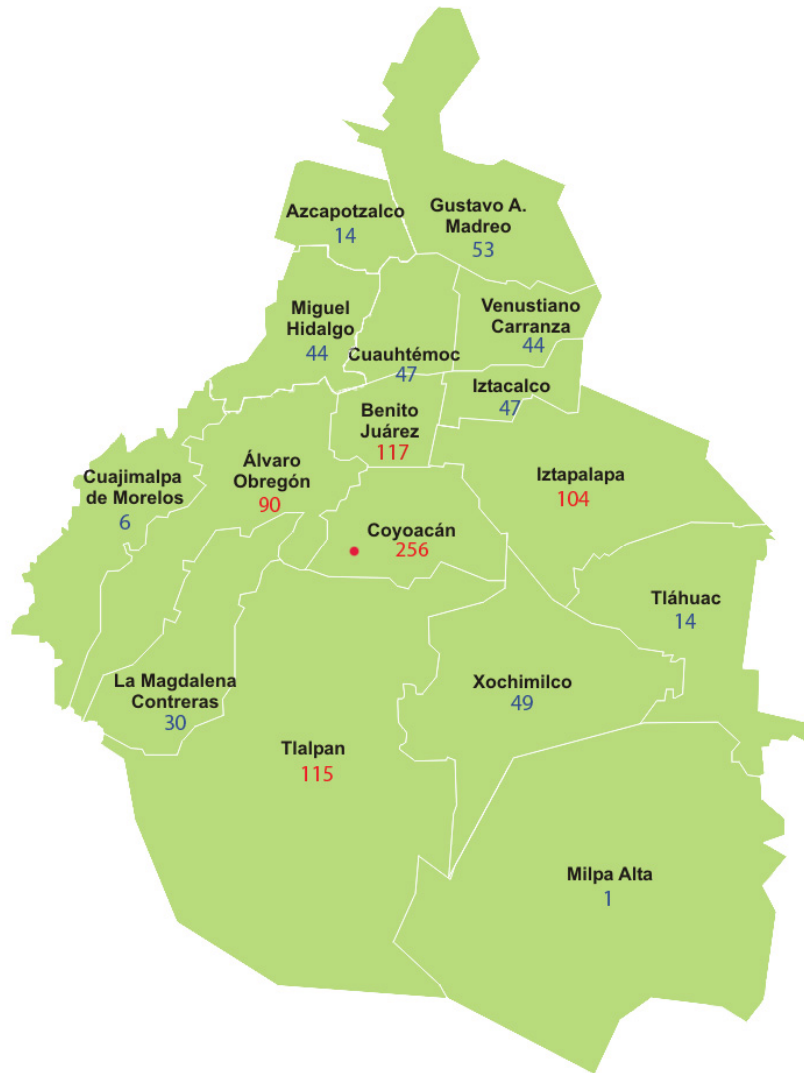 Azcapotzalco
14
Gustavo A.
Madreo
53
Miguel
Hidalgo
44
Cuauhtémoc
47
Venustiano
Carranza
44
Iztacalco
47
Benito
Juárez
117
Cuajimalpa
de Morelos
6
Álvaro
Obregón
90
Iztapalapa
104
Coyoacán
256
Tláhuac
14
La Magdalena
Contreras
30
Xochimilco
49
Tlalpan
115
Milpa Alta
1